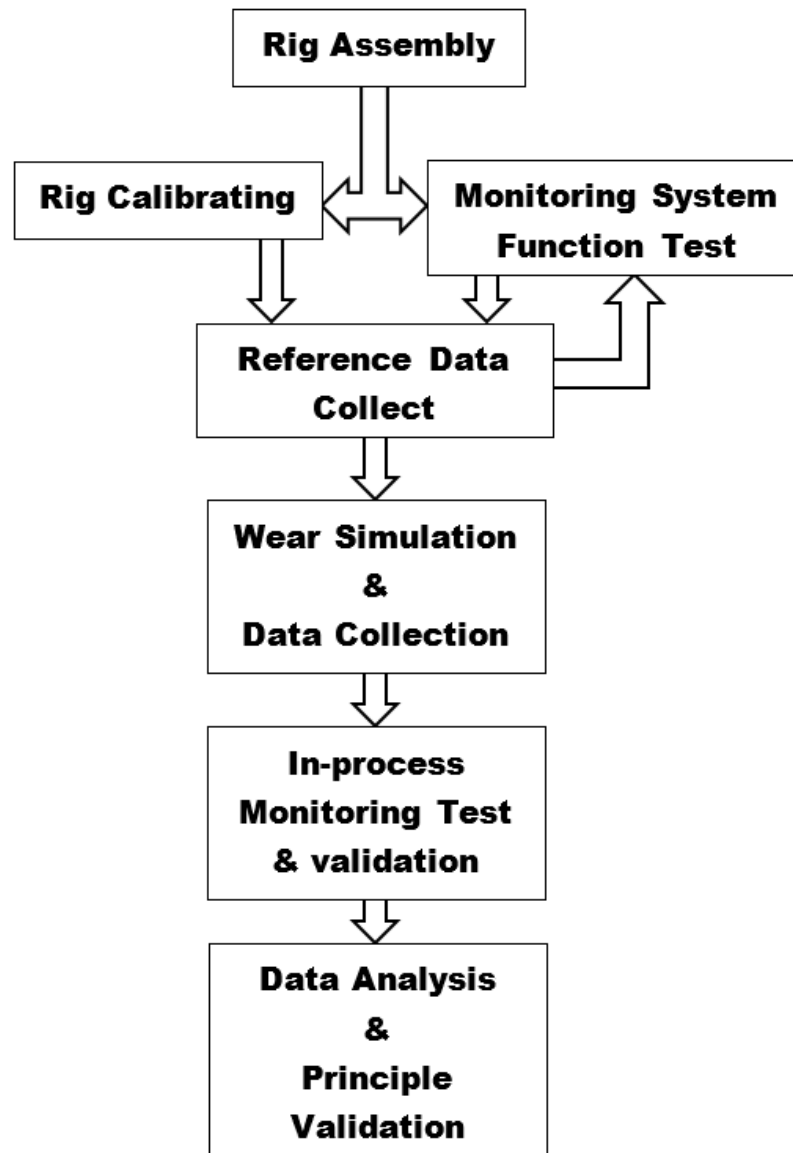 Rig Assembly
Rig Calibrating
Monitoring System
Function Test
Reference Data
Collect
Wear Simulation
&
Data Collection
In-process
Monitoring Test
& validation
Data Analysis
&
Principle
Validation